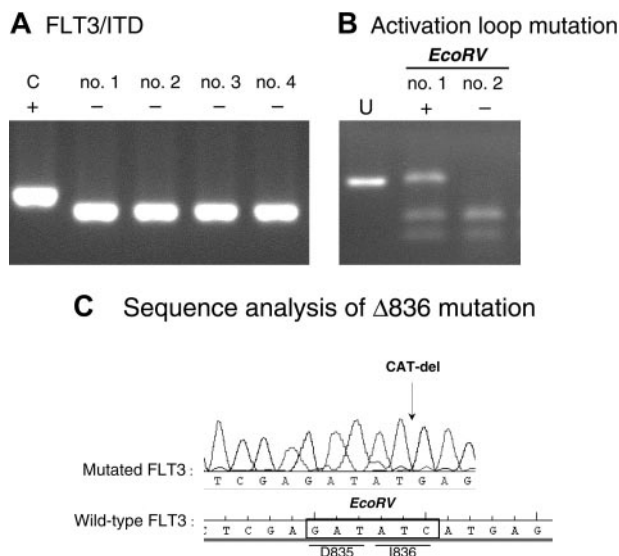 A FLT3/ITD
C no. 1 no. 2 no. 3 no. 4
+ – – – –
B Activation loop mutation
EcoRV
no. 1 no. 2
U + –
C Sequence analysis of Δ836 mutation
CAT-del
Mutated FLT3 : T C G A G A T A T G A G
EcoRV
Wild-type FLT3 : C T C G A G A T A T C A T G A G
D835 I836